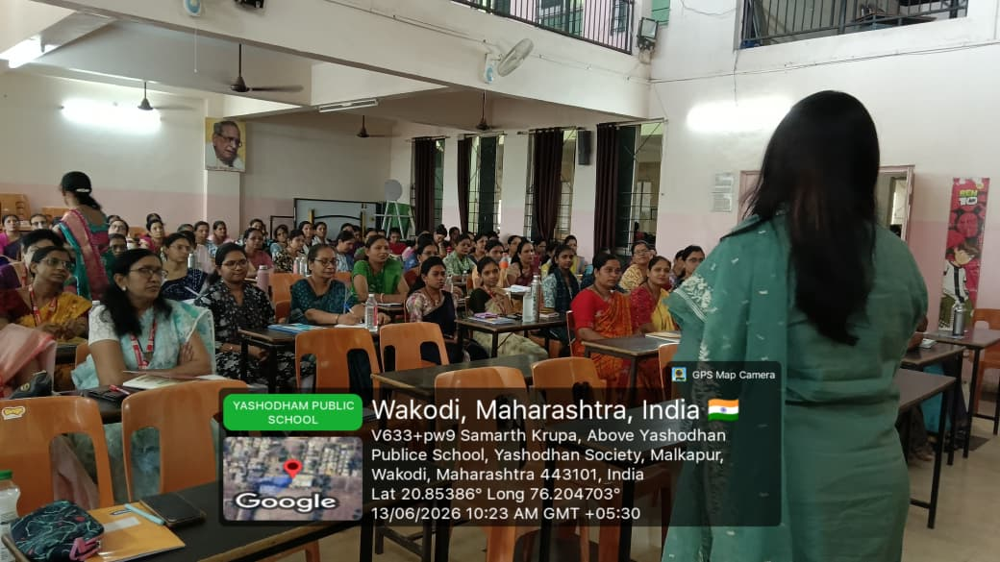 BEN
10
GPS Map Camera
YASHODHAM PUBLIC
SCHOOL
Wakodi, Maharashtra, India
V633+pw9 Samarth Krupa, Above Yashodhan
Publice School, Yashodhan Society, Malkapur,
Wakodi, Maharashtra 443101, India
Lat 20.85386° Long 76.204703°
13/06/2026 10:23 AM GMT +05:30
Google